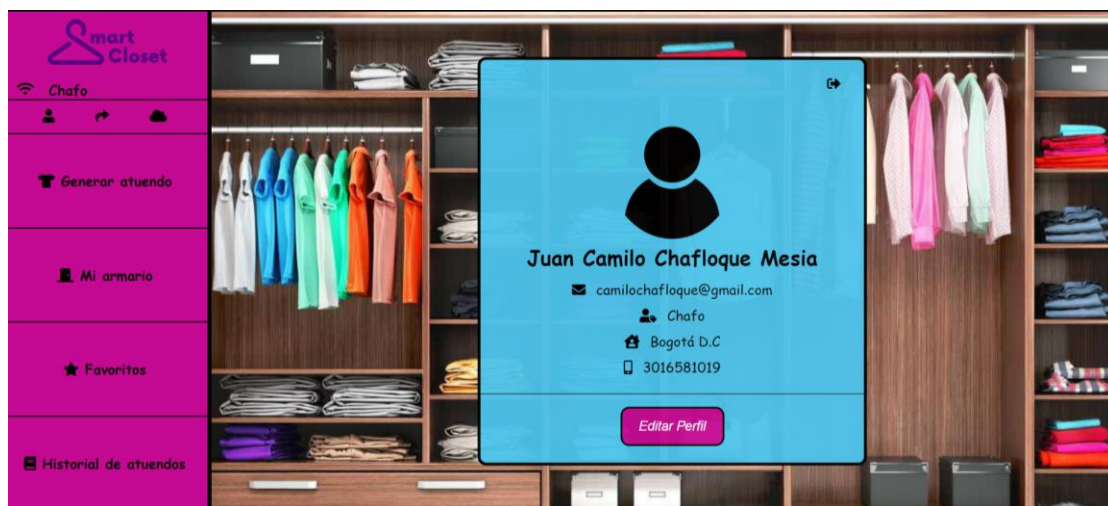 Smart
Closet
Chafo
Generar atuendo
Mi armario
Favoritos
Historial de atuendos
Juan Camilo Chafloque Mesia
camilochafloque@gmail.com
Chafo
Bogotá D.C
3016581019
Editar Perfil